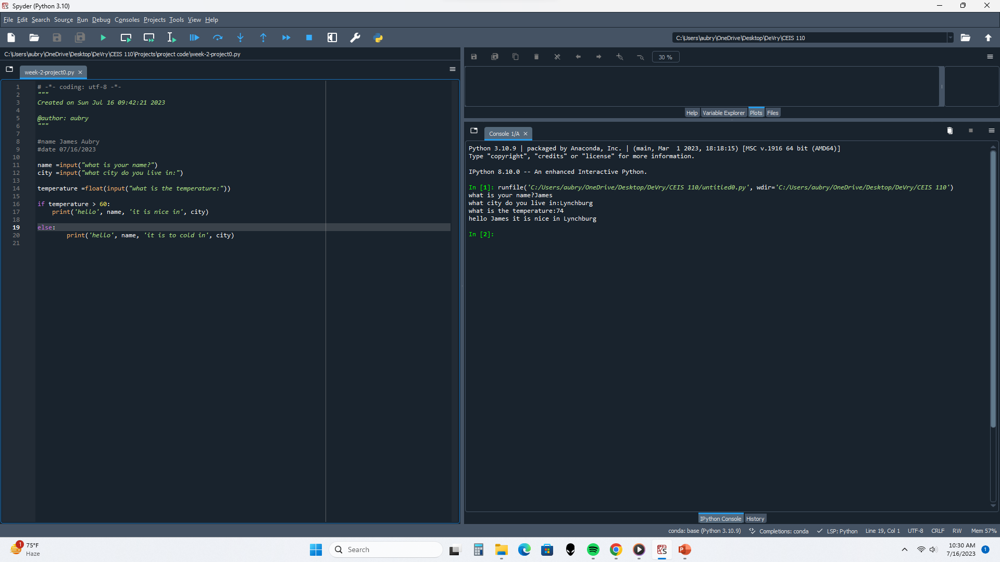 Spyder (Python 3.10)
File Edit Search Source Run Debug Consoles Projects Tools View Help
C:\Users\aubry\OneDrive\Desktop\DeVry\CEIS 110
C:\Users\aubry\OneDrive\Desktop\DeVry\CEIS 110\Projects\project code\week-2-project0.py
week-2-project0.py
1 # -*- coding: utf-8 -*-
2 """
3 Created on Sun Jul 16 09:42:21 2023
4
5 @author: aubry
6 """
7
8 #name James Aubry
9 #date 07/16/2023
10
11 name =input("what is your name?")
12 city =input("what city do you live in:")
13
14 temperature =float(input("what is the temperature:"))
15
16 if temperature > 60:
17     print('hello', name, 'it is nice in', city)
18
19 else:
20         print('hello', name, 'it is to cold in', city)
21
30 %
Help Variable Explorer Plots Files
Console 1/A
Python 3.10.9 | packaged by Anaconda, Inc. | (main, Mar  1 2023, 18:18:15) [MSC v.1916 64 bit (AMD64)]
Type "copyright", "credits" or "license" for more information.
IPython 8.10.0 -- An enhanced Interactive Python.
In [1]: runfile('C:/Users/aubry/OneDrive/Desktop/DeVry/CEIS 110/untitled0.py', wdir='C:/Users/aubry/OneDrive/Desktop/DeVry/CEIS 110')
what is your name?James
what city do you live in:Lynchburg
what is the temperature:74
hello James it is nice in Lynchburg
In [2]:
IPython Console History
conda: base (Python 3.10.9) Completions: conda LSP: Python Line 19, Col 1 UTF-8 CRLF RW Mem 57%
1
75°F
Haze
Search
P
10:30 AM
7/16/2023
1